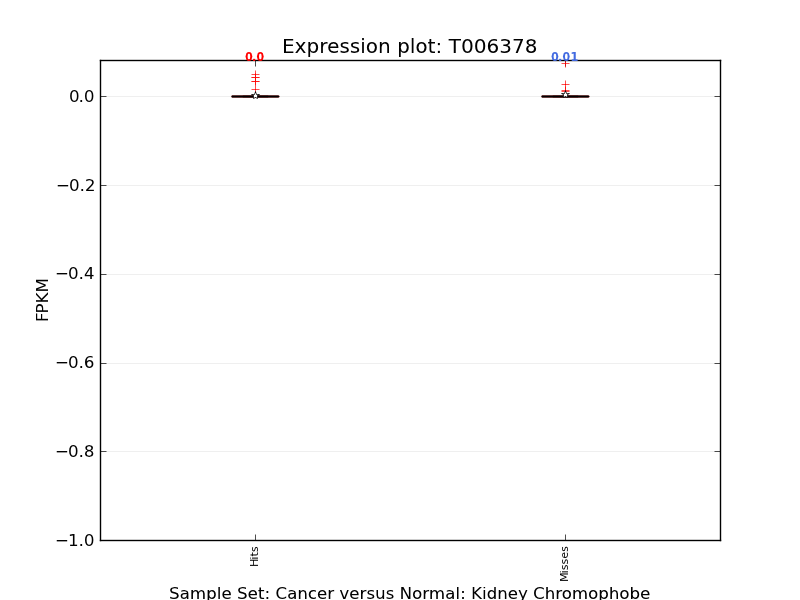 Expression plot: T006378
0.0 0.01
0.0
−0.2
−0.4
−0.6
−0.8
−1.0
FPKM
Hits Misses
Sample Set: Cancer versus Normal: Kidney Chromophobe